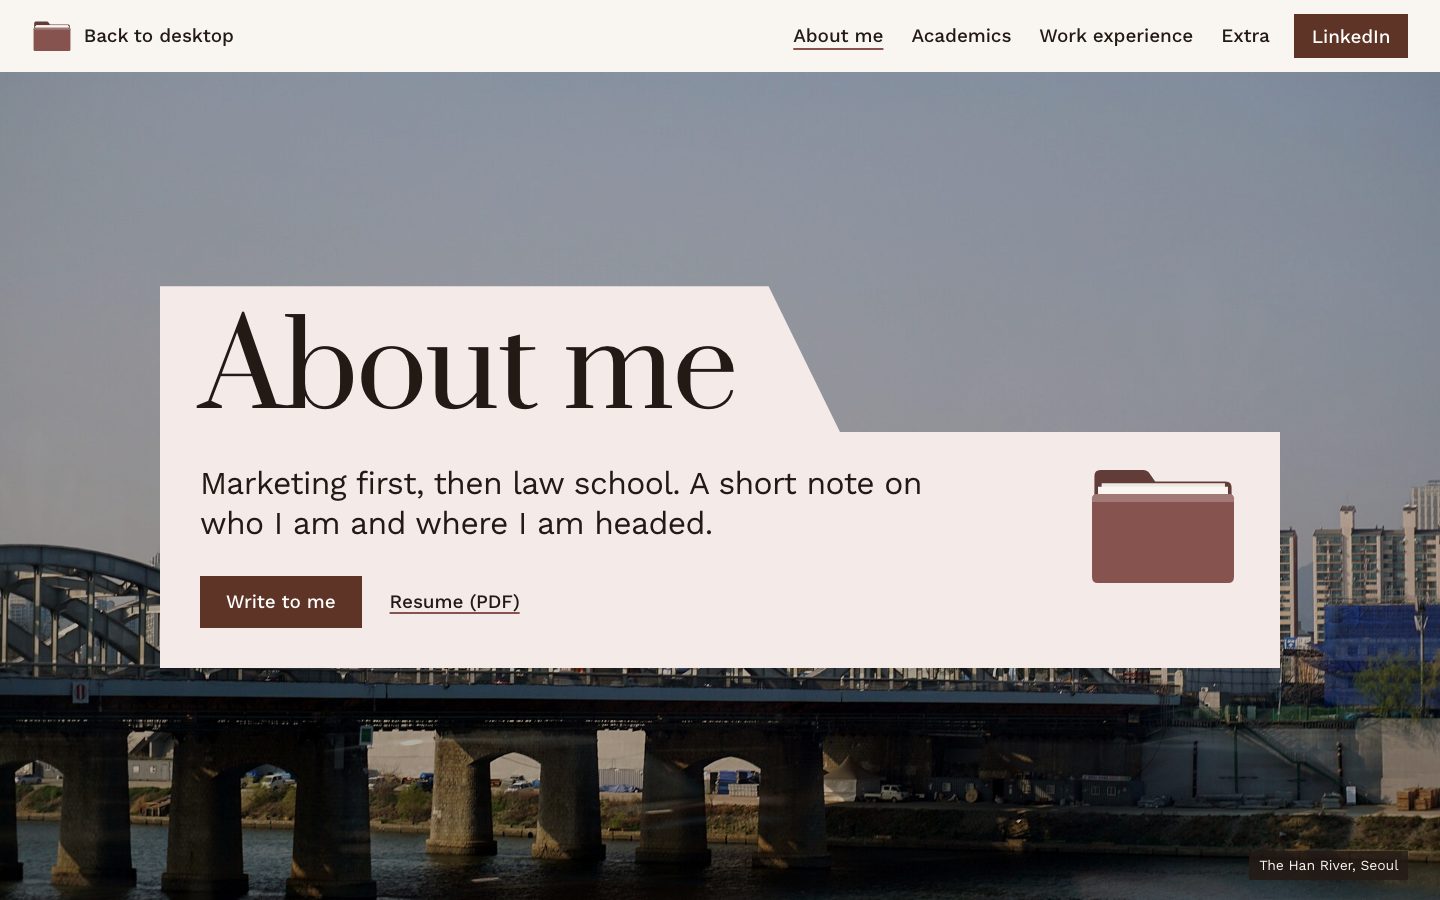 Back to desktop
About me
Academics
Work experience
Extra
LinkedIn
About me
Marketing first, then law school. A short note on
who I am and where I am headed.
Write to me
Resume (PDF)
The Han River, Seoul